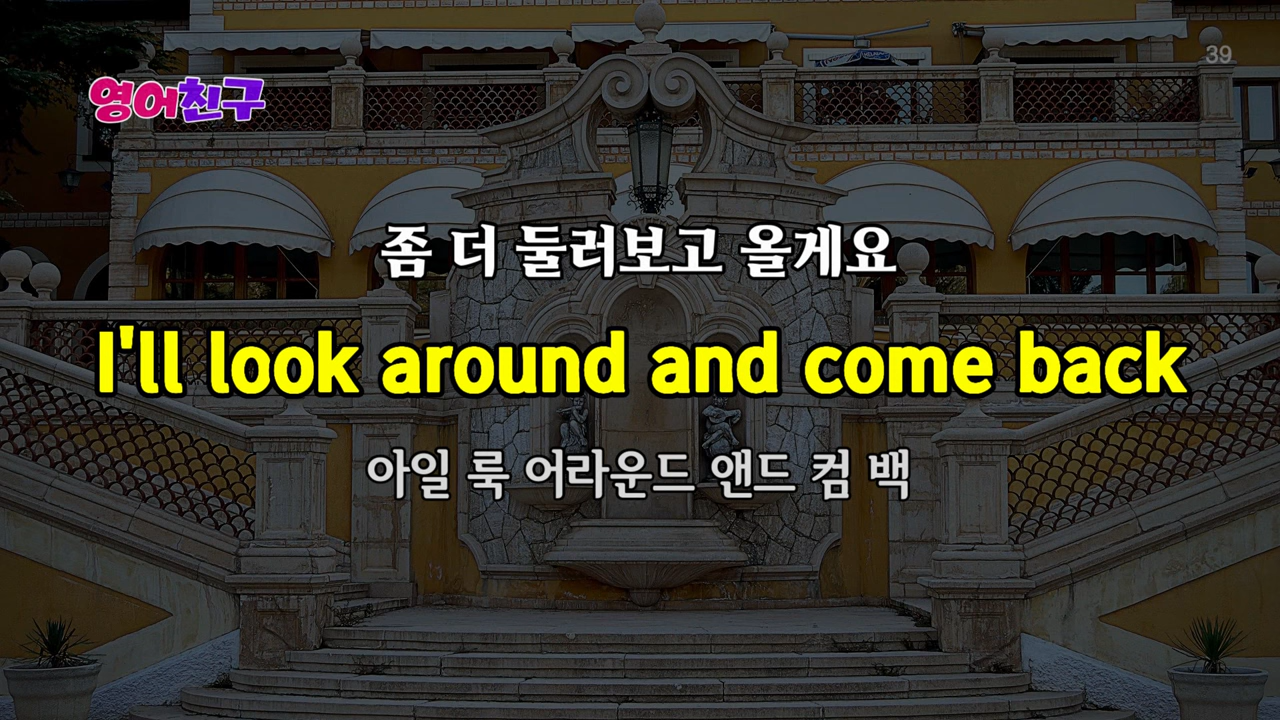 39
영어친구
좀 더 둘러보고 올게요
I'll look around and come back
아일 룩 어라운드 앤드 컴 백